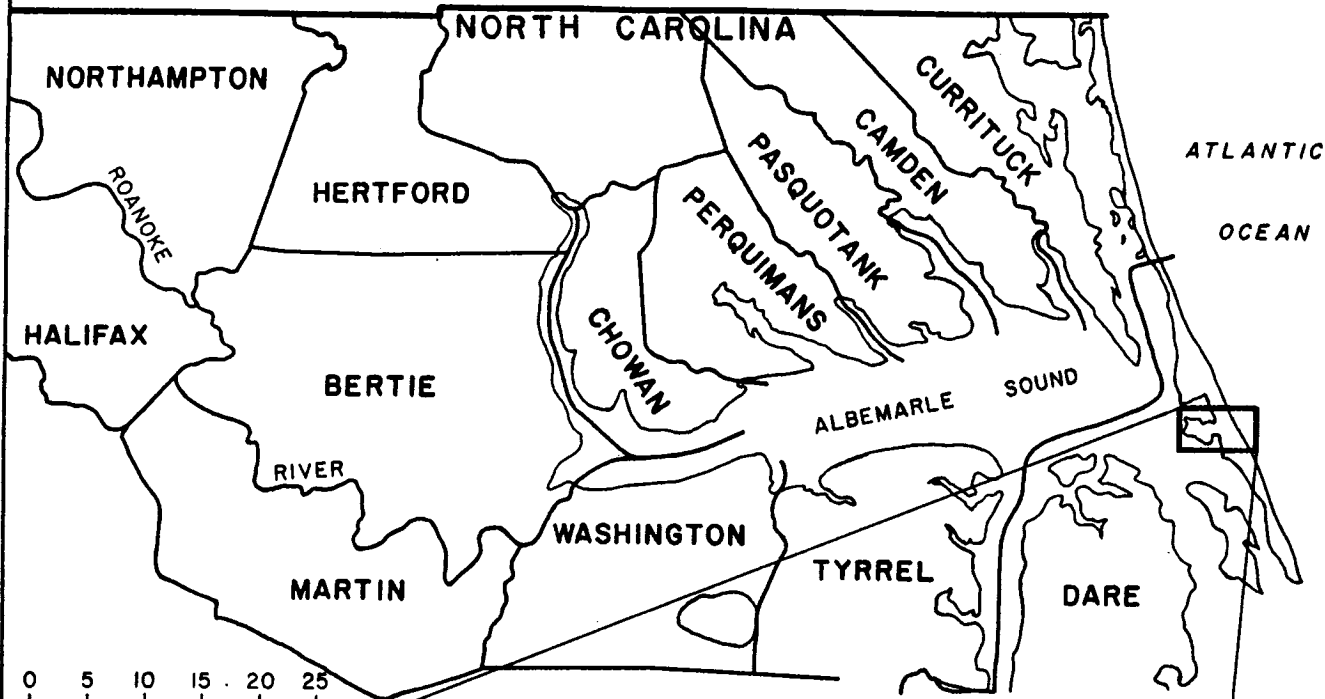 NORTH CAROLINA
NORTHAMPTON
CURRITUCK
CAMDEN
ATLANTIC
PASQUOTANK
ROANOKE
HERTFORD
PERQUIMANS
OCEAN
HALIFAX
CHOWAN
BERTIE
ALBEMARLE SOUND
RIVER
WASHINGTON
MARTIN
TYRREL
DARE
0 5 10 15 20 25